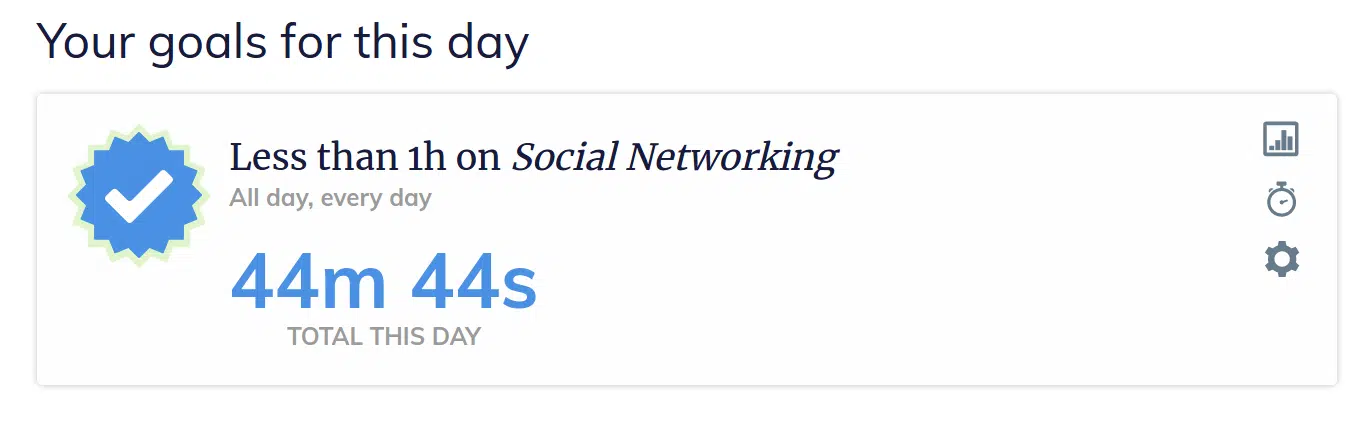 Your goals for this day
Less than 1h on Social Networking
All day, every day
44m 44s
TOTAL THIS DAY